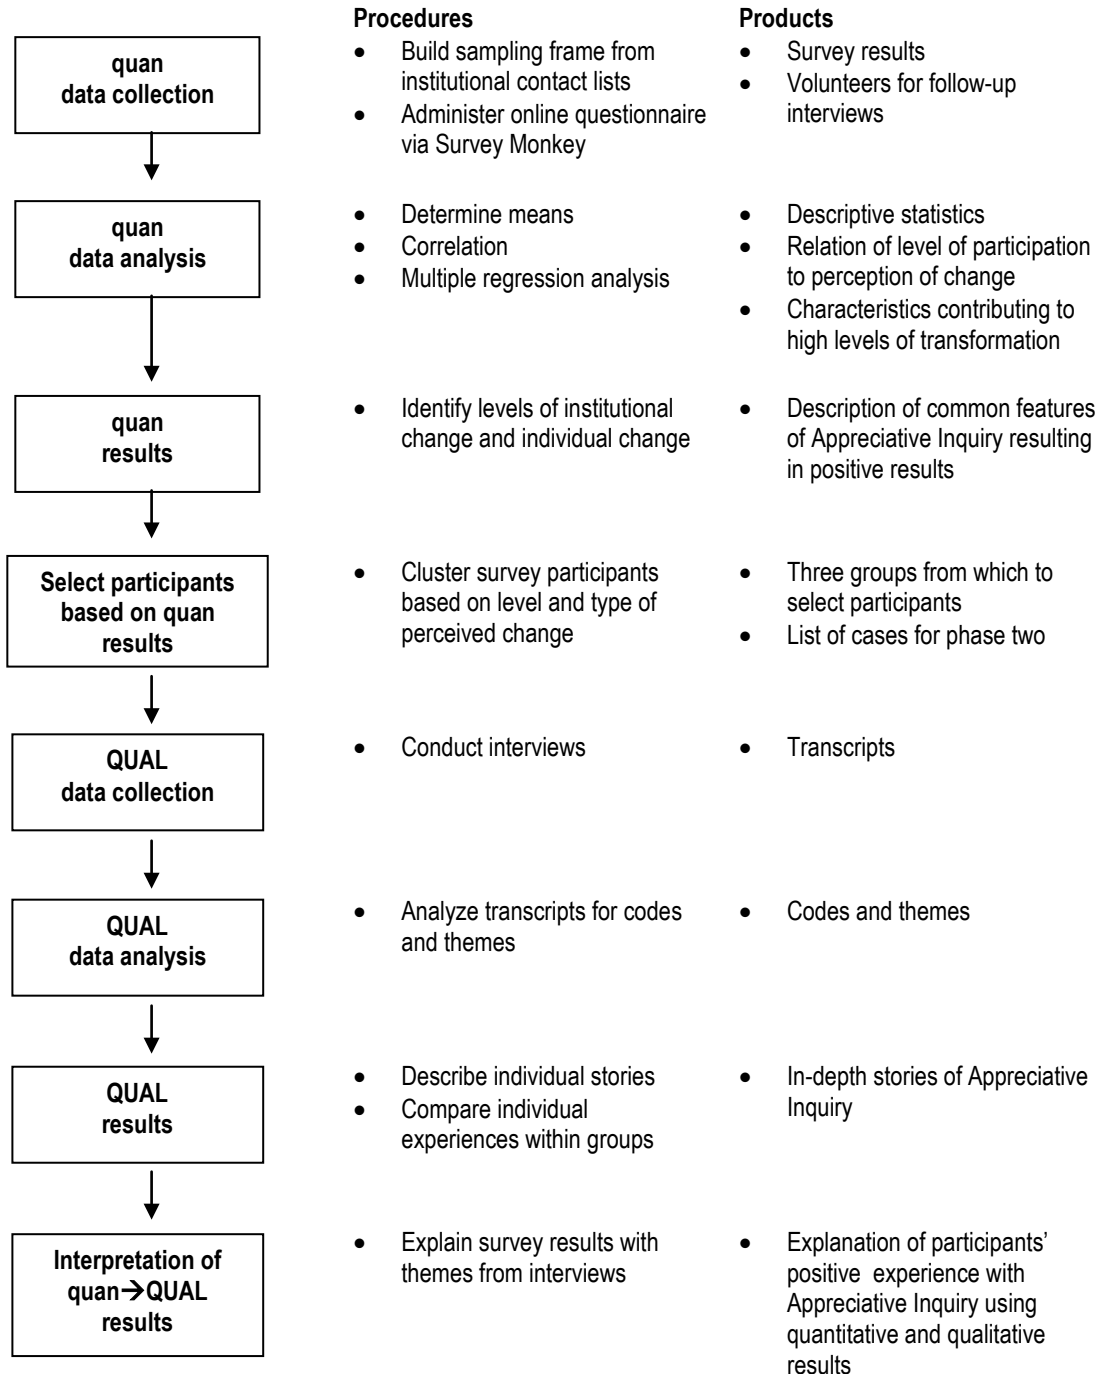 Procedures
Products
quan
data collection
• Build sampling frame from
institutional contact lists
• Administer online questionnaire
via Survey Monkey
• Survey results
• Volunteers for follow-up
interviews
quan
data analysis
• Determine means
• Correlation
• Multiple regression analysis
• Descriptive statistics
• Relation of level of participation
to perception of change
• Characteristics contributing to
high levels of transformation
quan
results
• Identify levels of institutional
change and individual change
• Description of common features
of Appreciative Inquiry resulting
in positive results
Select participants
based on quan
results
• Cluster survey participants
based on level and type of
perceived change
• Three groups from which to
select participants
• List of cases for phase two
QUAL
data collection
• Conduct interviews
• Transcripts
QUAL
data analysis
• Analyze transcripts for codes
and themes
• Codes and themes
QUAL
results
• Describe individual stories
• Compare individual
experiences within groups
• In-depth stories of Appreciative
Inquiry
Interpretation of
quan→QUAL
results
• Explain survey results with
themes from interviews
• Explanation of participants’
positive experience with
Appreciative Inquiry using
quantitative and qualitative
results